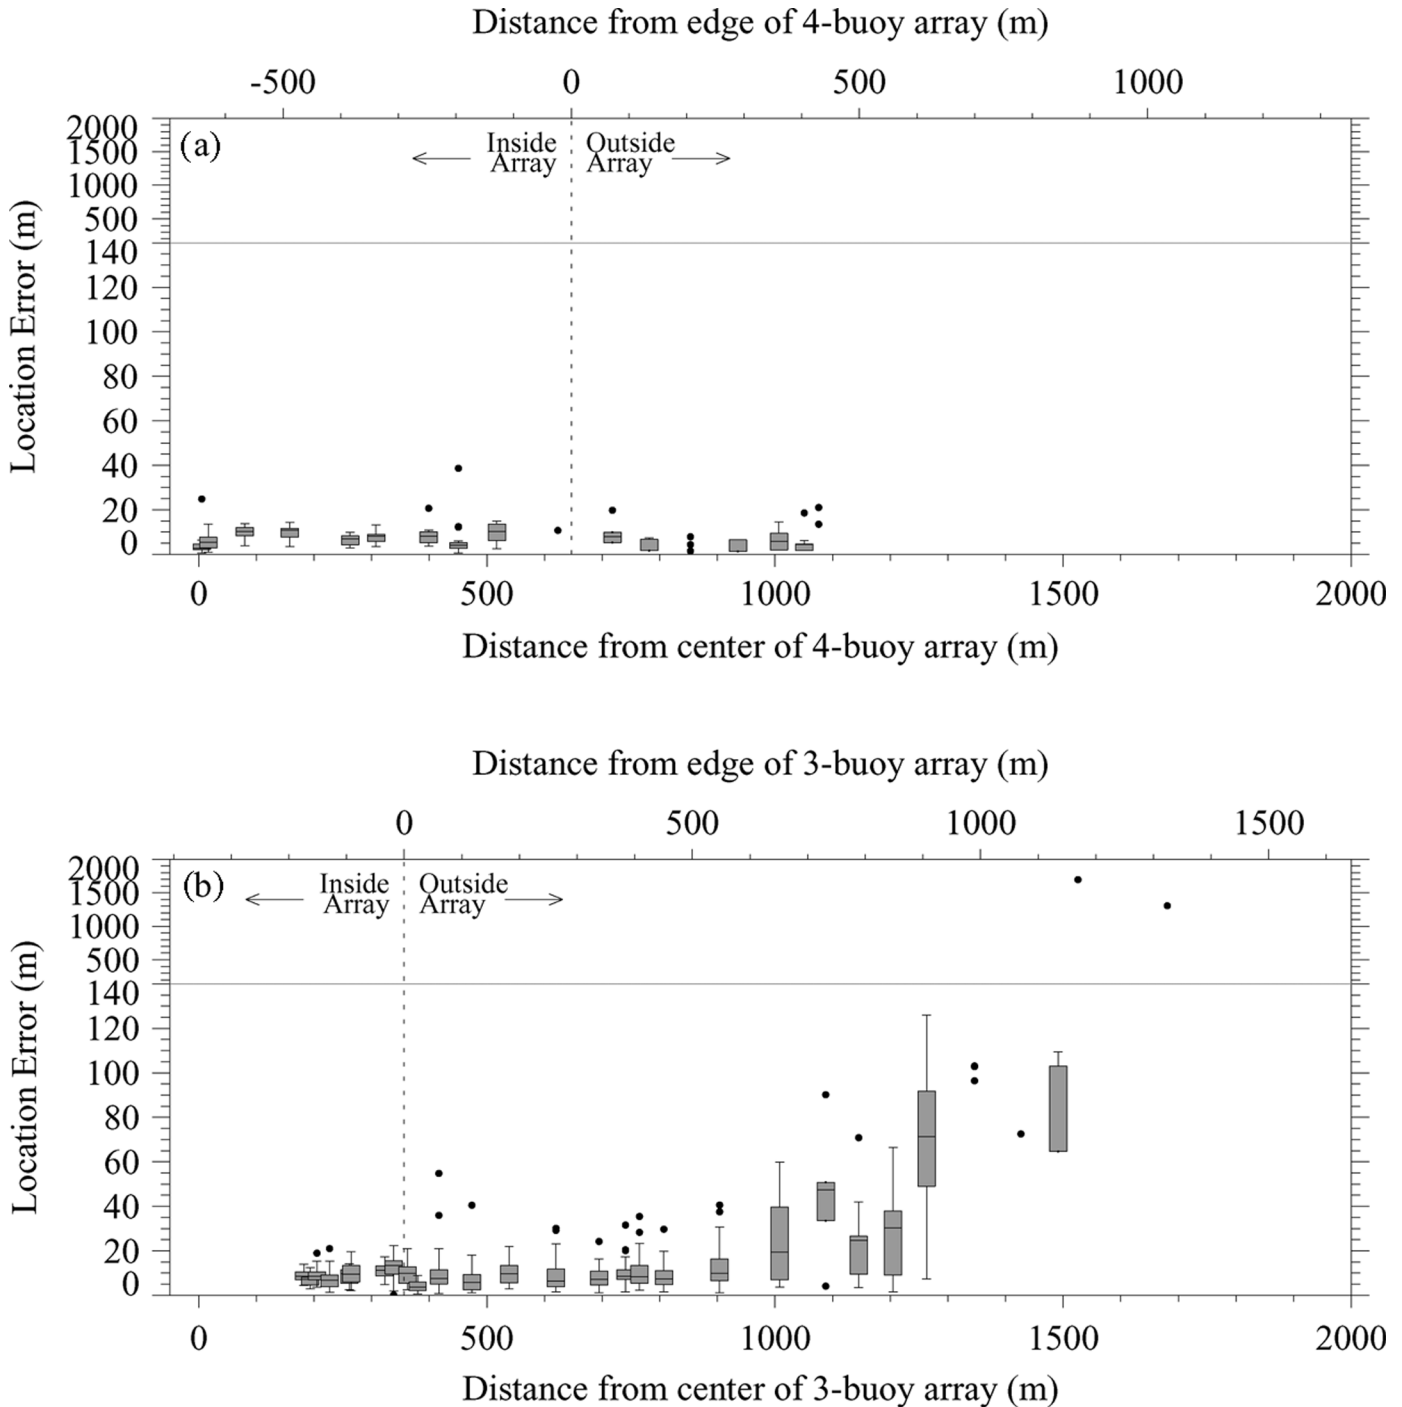 Distance from edge of 4-buoy array (m)
-500 0 500 1000
(a)
Inside Array
Outside Array
Location Error (m)
2000
1500
1000
500
140
120
100
80
60
40
20
0
0 500 1000 1500 2000
Distance from center of 4-buoy array (m)
Distance from edge of 3-buoy array (m)
0 500 1000 1500
(b)
Inside Array
Outside Array
Location Error (m)
2000
1500
1000
500
140
120
100
80
60
40
20
0
0 500 1000 1500 2000
Distance from center of 3-buoy array (m)